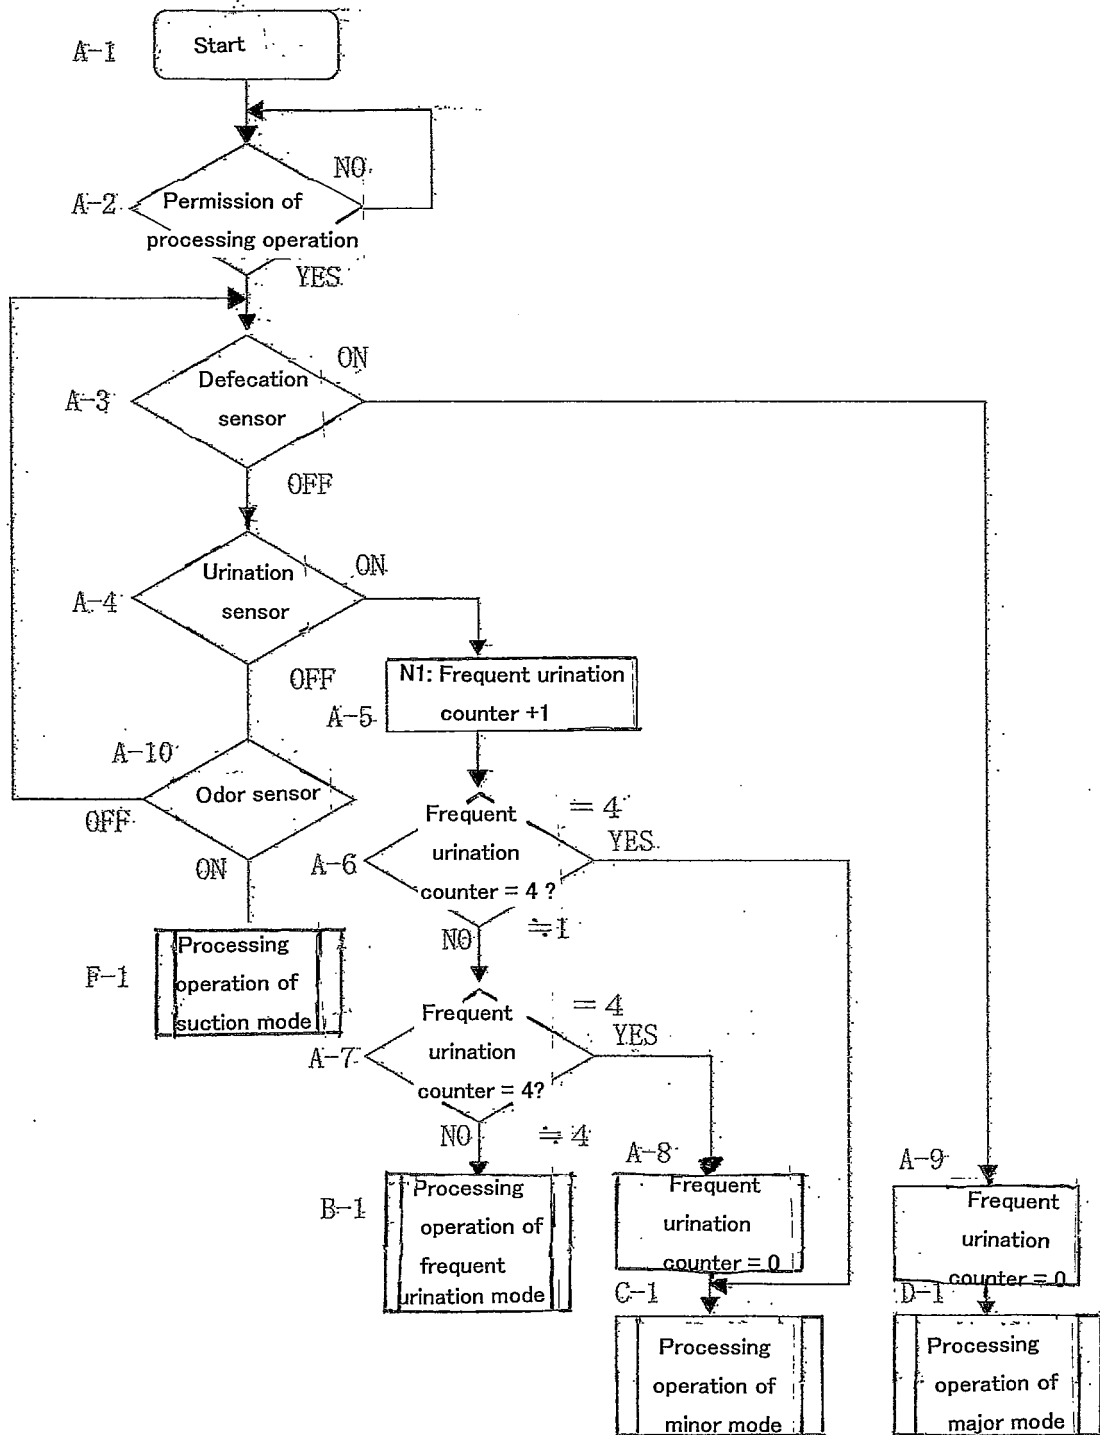 A-1
Start
NO
A-2
Permission of
processing operation
YES
ON
A-3
Defecation
sensor
OFF
ON
A-4
Urination
sensor
OFF
N1: Frequent urination
counter +1
A-5
A-10
Odor sensor
OFF
ON
= 4
YES
A-6
Frequent
urination
counter = 4 ?
NO
≒1
F-1
Processing
operation of
suction mode
= 4
YES
A-7
Frequent
urination
counter = 4?
NO
≒4
B-1
Processing
operation of
frequent
urination mode
A-8
Frequent
urination
counter = 0
A-9
Frequent
urination
counter = 0
C-1
Processing
operation of
minor mode
D-1
Processing
operation of
major mode